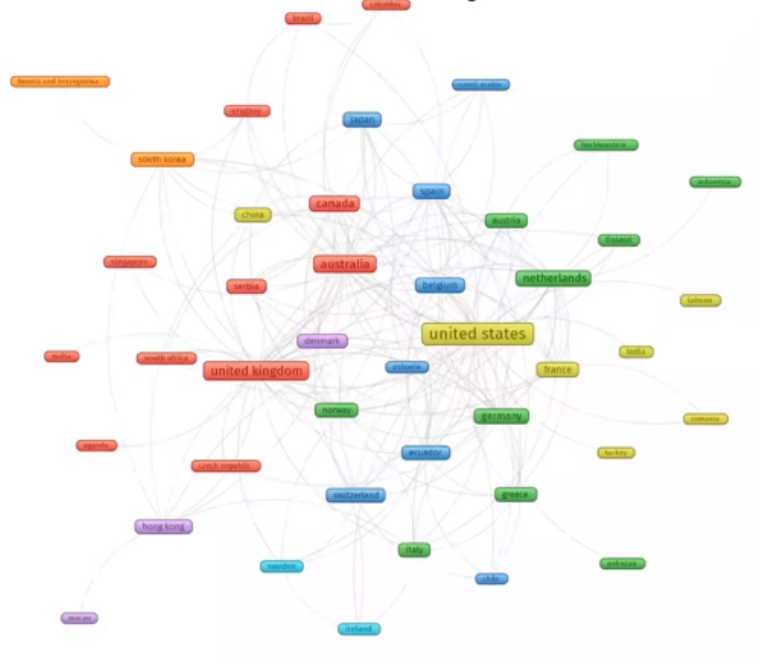 colombia
brazil
bosnia and herzegovina
saudi arabia
uruguay
japan
liechtenstein
south korea
indonesia
spain
canada
china
austria
finland
singapore
australia
netherlands
belgium
serbia
taiwan
united states
denmark
india
malta
south africa
estonia
united kingdom
france
norway
germany
romania
uganda
ecuador
turkey
czech republic
switzerland
greece
hong kong
italy
pakistan
sweden
chile
macau
ireland